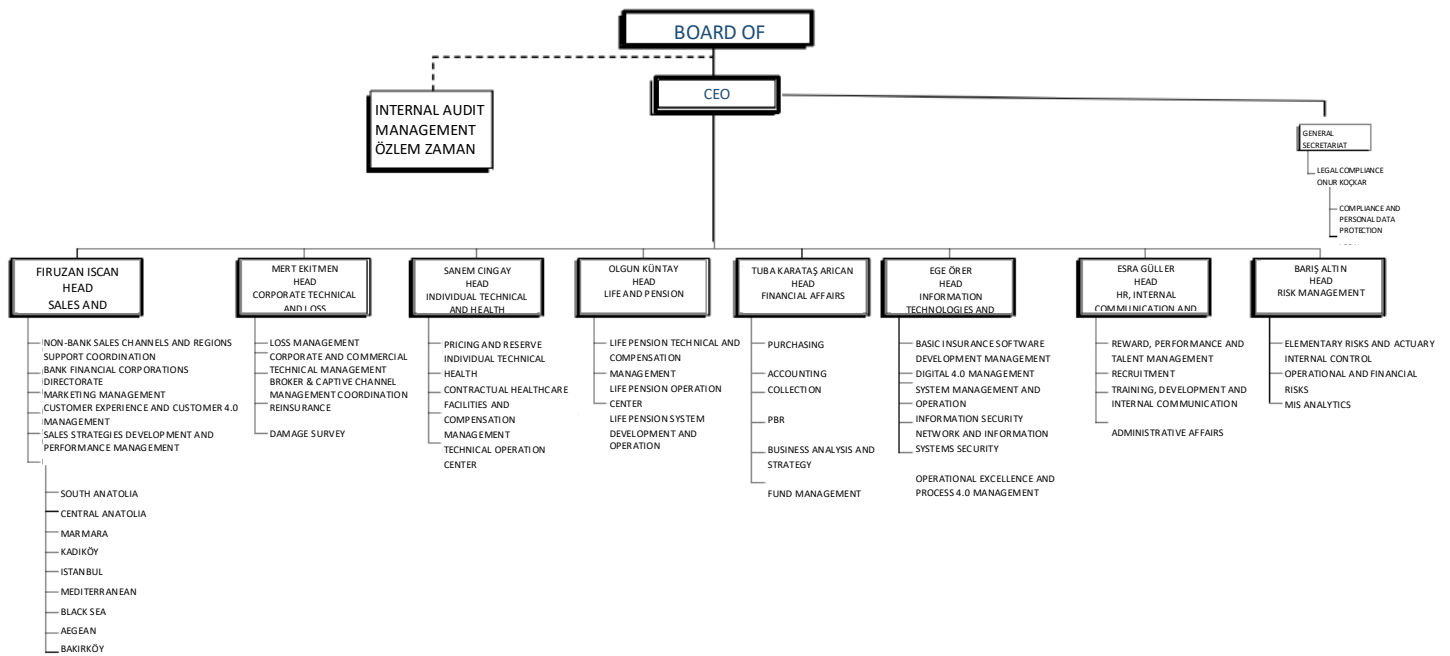 BOARD OF
CEO
INTERNAL AUDIT
MANAGEMENT
ÖZLEM ZAMAN
GENERAL
SECRETARIAT
LEGAL COMPLIANCE
ONUR KOÇKAR
COMPLIANCE AND
PERSONAL DATA
PROTECTION
FIRUZAN ISCAN
HEAD
SALES AND
NON-BANK SALES CHANNELS AND REGIONS
SUPPORT COORDINATION
BANK FINANCIAL CORPORATIONS
DIRECTORATE
MARKETING MANAGEMENT
CUSTOMER EXPERIENCE AND CUSTOMER 4.0
MANAGEMENT
SALES STRATEGIES DEVELOPMENT AND
PERFORMANCE MANAGEMENT
SOUTH ANATOLIA
CENTRAL ANATOLIA
MARMARA
KADIKÖY
ISTANBUL
MEDITERRANEAN
BLACK SEA
AEGEAN
BAKIRKÖY
MERT EKITMEN
HEAD
CORPORATE TECHNICAL
AND LOSS
LOSS MANAGEMENT
CORPORATE AND COMMERCIAL
TECHNICAL MANAGEMENT
BROKER & CAPTIVE CHANNEL
MANAGEMENT COORDINATION
REINSURANCE
DAMAGE SURVEY
SANEM CINGAY
HEAD
INDIVIDUAL TECHNICAL
AND HEALTH
PRICING AND RESERVE
INDIVIDUAL TECHNICAL
HEALTH
CONTRACTUAL HEALTHCARE
FACILITIES AND
COMPENSATION
MANAGEMENT
TECHNICAL OPERATION
CENTER
OLGUN KÜNTAY
HEAD
LIFE AND PENSION
LIFE PENSION TECHNICAL AND
COMPENSATION
MANAGEMENT
LIFE PENSION OPERATION
CENTER
LIFE PENSION SYSTEM
DEVELOPMENT AND
OPERATION
TUBA KARATAŞ ARICAN
HEAD
FINANCIAL AFFAIRS
PURCHASING
ACCOUNTING
COLLECTION
PBR
BUSINESS ANALYSIS AND
STRATEGY
FUND MANAGEMENT
EGE ÖRER
HEAD
INFORMATION
TECHNOLOGIES AND
BASIC INSURANCE SOFTWARE
DEVELOPMENT MANAGEMENT
DIGITAL 4.0 MANAGEMENT
SYSTEM MANAGEMENT AND
OPERATION
INFORMATION SECURITY
NETWORK AND INFORMATION
SYSTEMS SECURITY
OPERATIONAL EXCELLENCE AND
PROCESS 4.0 MANAGEMENT
ESRA GÜLLER
HEAD
HR, INTERNAL
COMMUNICATION AND
REWARD, PERFORMANCE AND
TALENT MANAGEMENT
RECRUITMENT
TRAINING, DEVELOPMENT AND
INTERNAL COMMUNICATION
ADMINISTRATIVE AFFAIRS
BARIŞ ALTIN
HEAD
RISK MANAGEMENT
ELEMENTARY RISKS AND ACTUARY
INTERNAL CONTROL
OPERATIONAL AND FINANCIAL
RISKS
MIS ANALYTICS